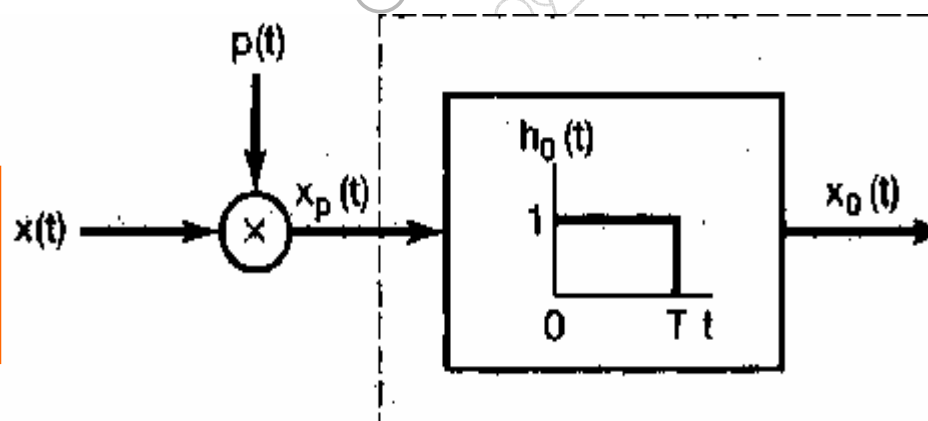 p(t)
h₀(t)
x(t)
×
xₚ(t)
1
x₀(t)
0
T t